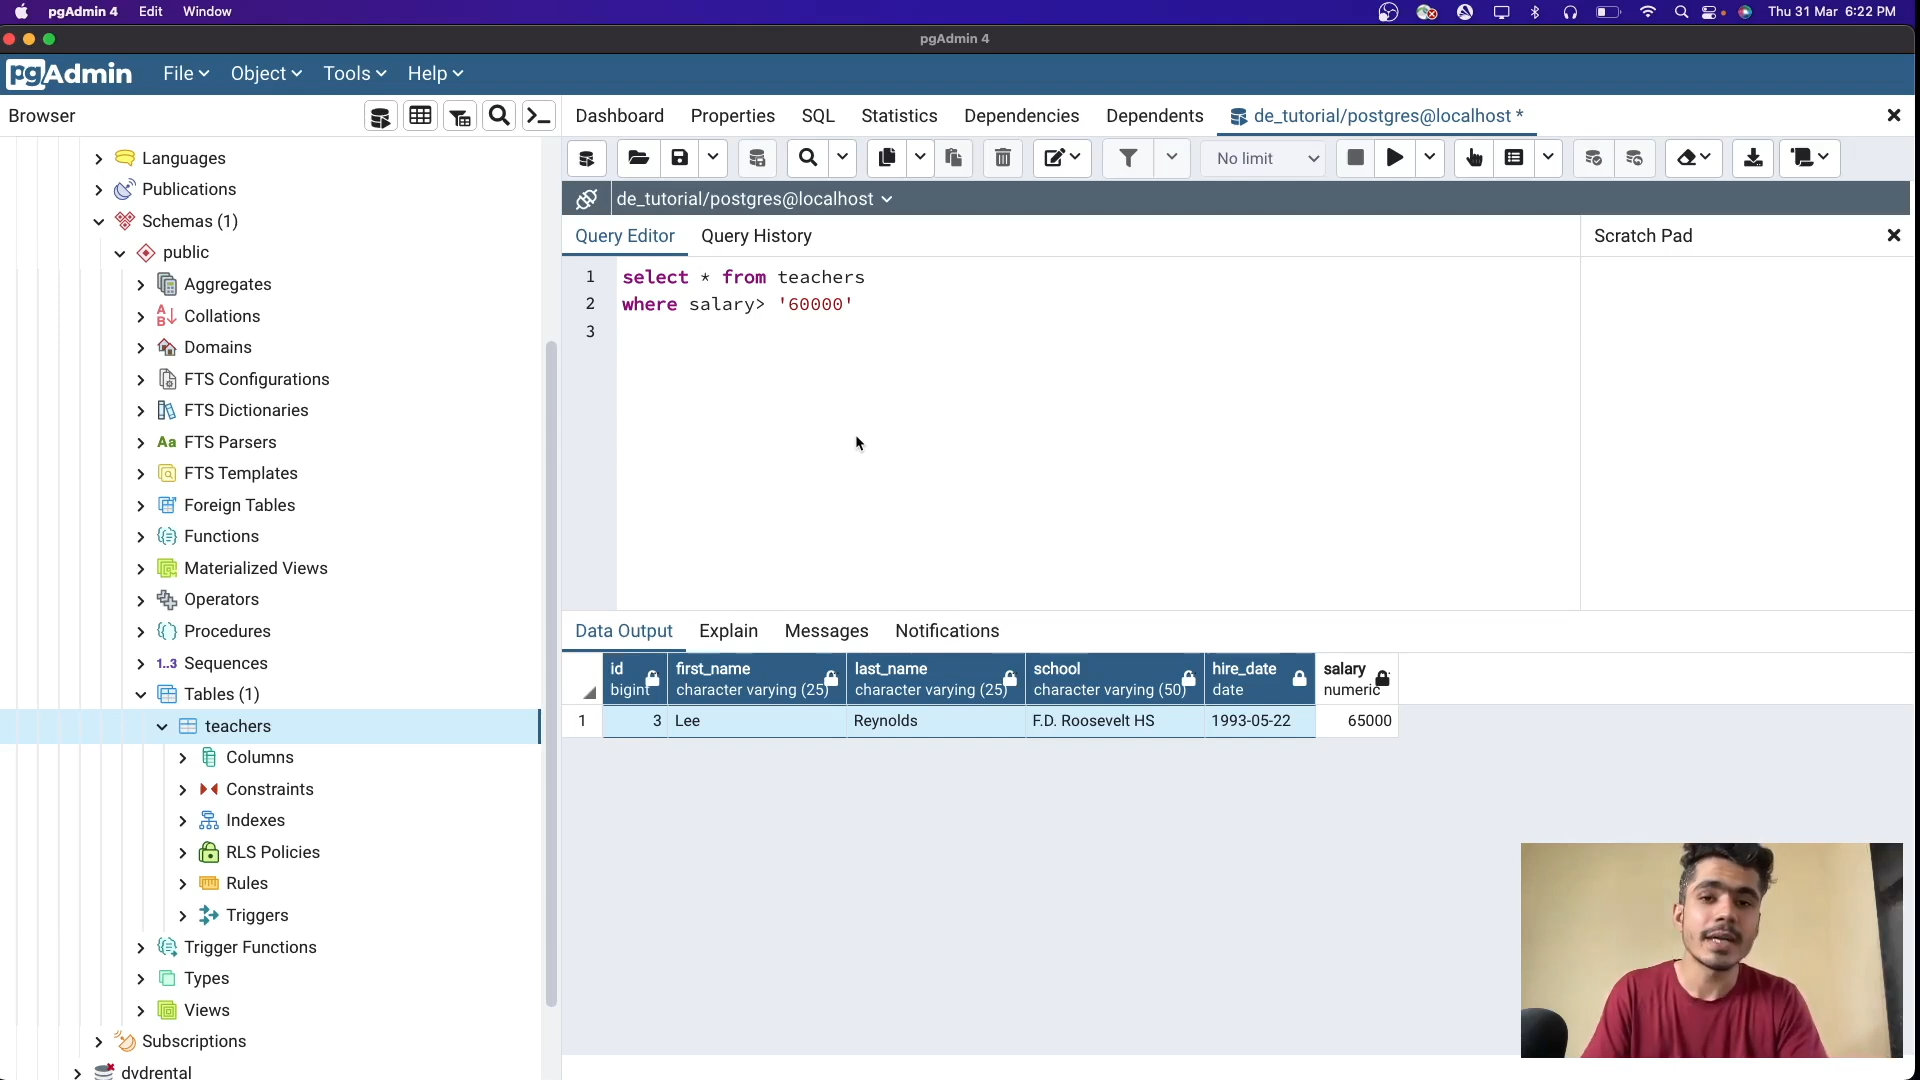 pgAdmin 4 Edit Window Thu 31 Mar 6:22 PM
pgAdmin 4
pgAdmin File Object Tools Help
Browser
Dashboard Properties SQL Statistics Dependencies Dependents de_tutorial/postgres@localhost *
No limit
de_tutorial/postgres@localhost
Query Editor Query History
Scratch Pad
1 select * from teachers
2 where salary> '60000'
3
Languages
Publications
Schemas (1)
public
Aggregates
Collations
Domains
FTS Configurations
FTS Dictionaries
Aa FTS Parsers
FTS Templates
Foreign Tables
Functions
Materialized Views
Operators
Procedures
1..3 Sequences
Tables (1)
teachers
Columns
Constraints
Indexes
RLS Policies
Rules
Triggers
Trigger Functions
Types
Views
Subscriptions
dvdrental
Data Output Explain Messages Notifications
id first_name last_name school hire_date salary
bigint character varying (25) character varying (25) character varying (50) date numeric
1 3 Lee Reynolds F.D. Roosevelt HS 1993-05-22 65000